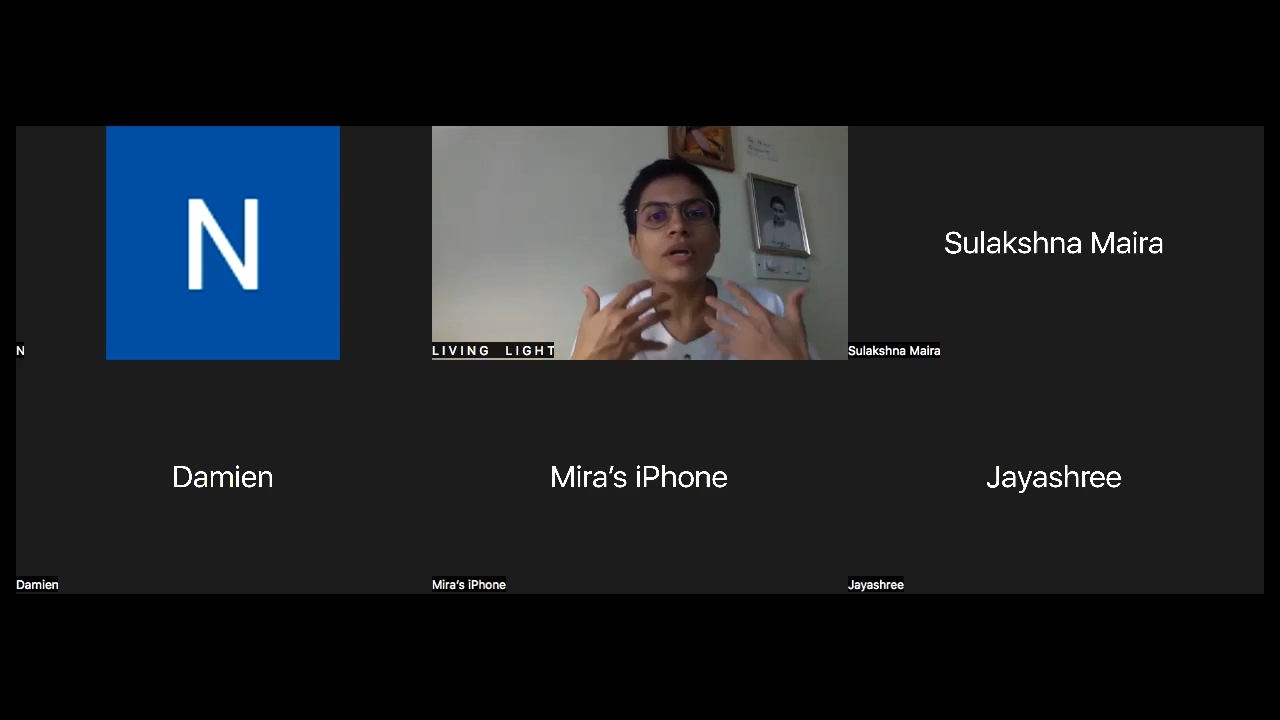 N
Sulakshna Maira
N
LIVING LIGHT
Sulakshna Maira
Damien
Mira's iPhone
Jayashree
Damien
Mira's iPhone
Jayashree